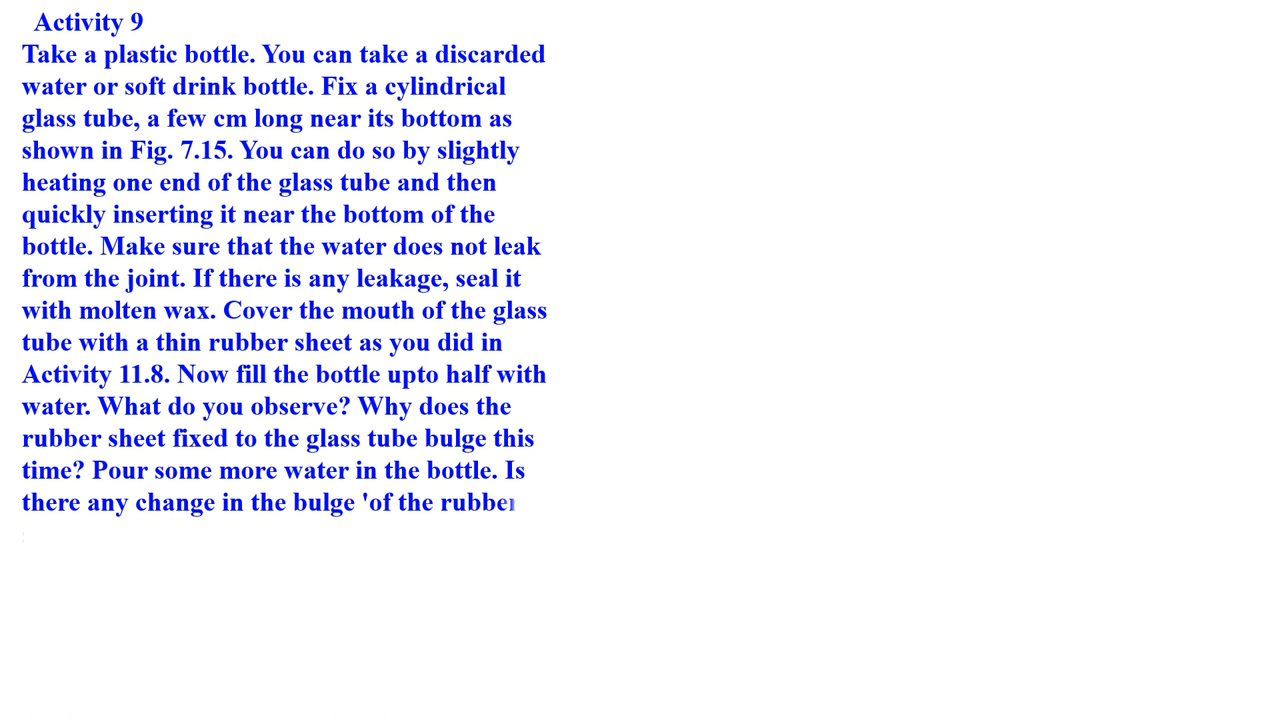 Activity 9
Take a plastic bottle. You can take a discarded
water or soft drink bottle. Fix a cylindrical
glass tube, a few cm long near its bottom as
shown in Fig. 7.15. You can do so by slightly
heating one end of the glass tube and then
quickly inserting it near the bottom of the
bottle. Make sure that the water does not leak
from the joint. If there is any leakage, seal it
with molten wax. Cover the mouth of the glass
tube with a thin rubber sheet as you did in
Activity 11.8. Now fill the bottle upto half with
water. What do you observe? Why does the
rubber sheet fixed to the glass tube bulge this
time? Pour some more water in the bottle. Is
there any change in the bulge 'of the rubber